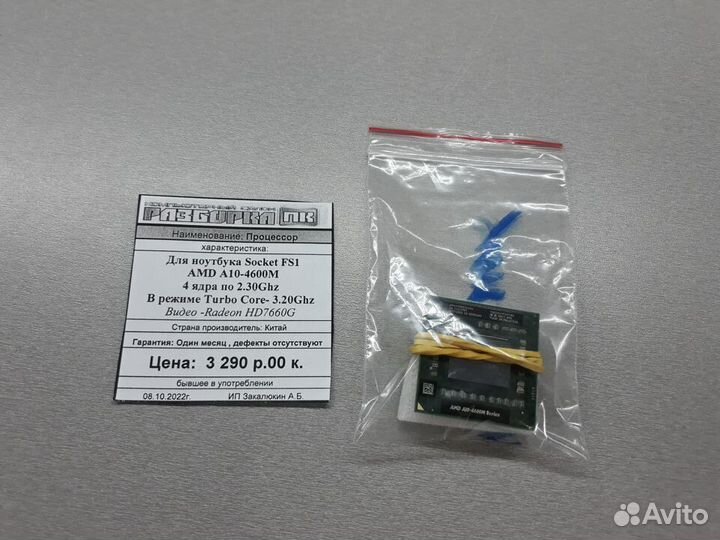 КОМПЬЮТЕРНЫЙ САЛОН
РАЗБОРКА ПК
Наименование: Процессор
характеристика:
Для ноутбука Socket FS1
AMD A10-4600M
4 ядра по 2.30Ghz
В режиме Turbo Core- 3.20Ghz
Видео -Radeon HD7660G
Страна производитель: Китай
Гарантия: Один месяц , дефекты отсутствуют
Цена: 3 290 р.00 к.
бывшее в употреблении
08.10.2022г. ИП Закалюкин А.Б.
AMD A10-4600M Series
Avito